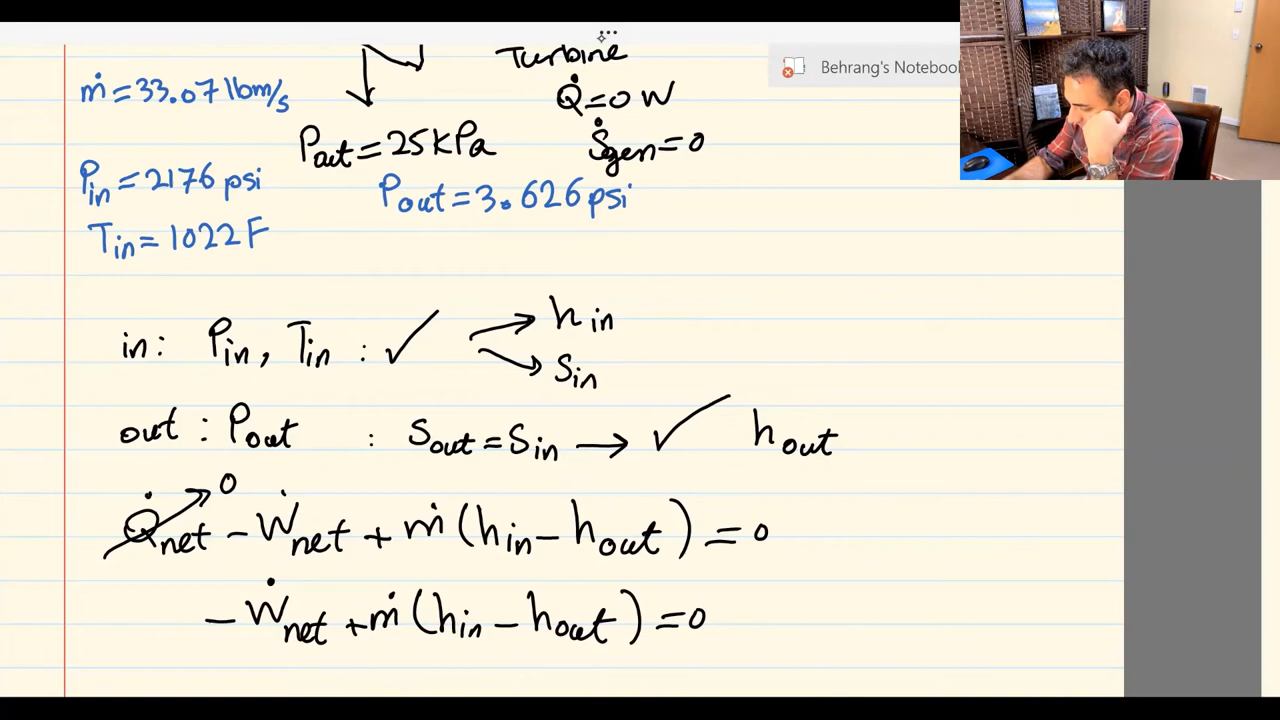 Turbine
Behrang's Notebook
ṁ = 33.07 lbm/s
Q̇ = 0 W
Pout = 25 kPa
Ṡgen = 0
Pin = 2176 psi
Pout = 3.626 psi
Tin = 1022 F
in: Pin, Tin : ✓ → hin
→ sin
out : Pout : sout = sin → ✓ hout
Q̇net → 0 − Ẇnet + ṁ (hin − hout) = 0
− Ẇnet + ṁ (hin − hout) = 0